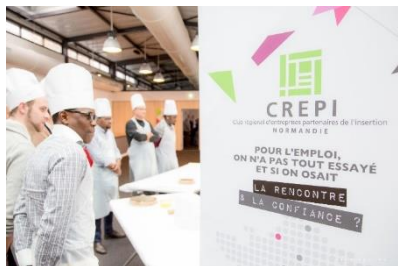 CREPI
Club régional d'entreprises partenaires de l'insertion
NORMANDIE
POUR L'EMPLOI,
ON N'A PAS TOUT ESSAYÉ
ET SI ON OSAIT
LA RENCONTRE
& LA CONFIANCE ?